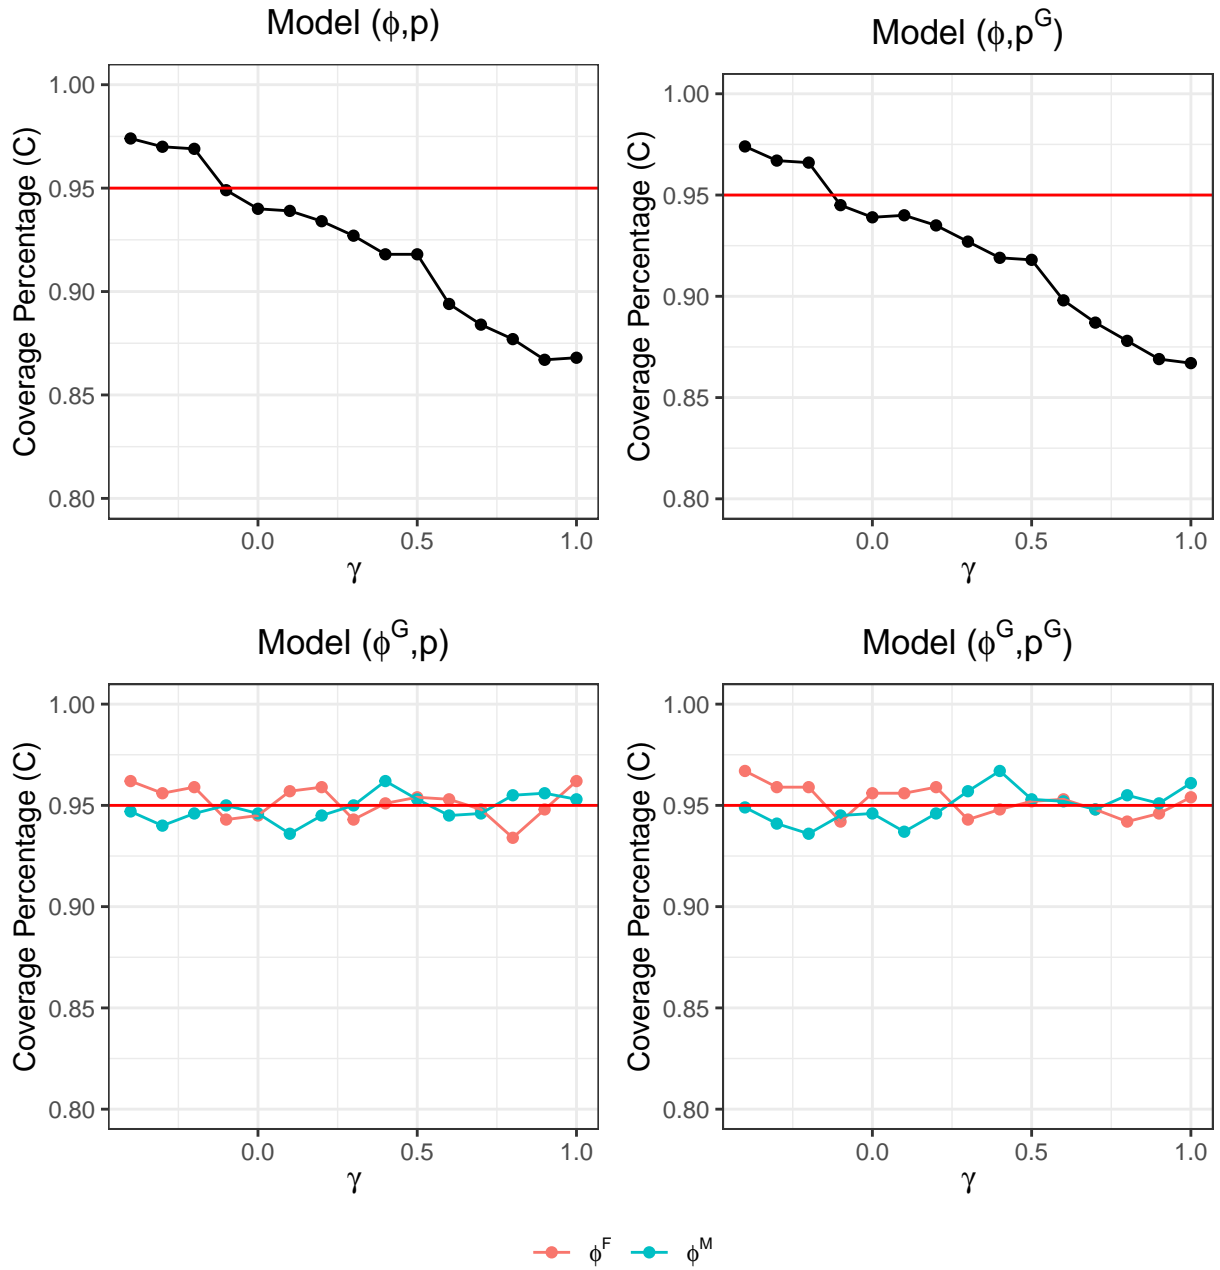 Model (ϕ,p)
Coverage Percentage (C)
1.00
0.95
0.90
0.85
0.80
0.0 0.5 1.0
γ
Model (ϕ,p^G)
Coverage Percentage (C)
1.00
0.95
0.90
0.85
0.80
0.0 0.5 1.0
γ
Model (ϕ^G,p)
Coverage Percentage (C)
1.00
0.95
0.90
0.85
0.80
0.0 0.5 1.0
γ
Model (ϕ^G,p^G)
Coverage Percentage (C)
1.00
0.95
0.90
0.85
0.80
0.0 0.5 1.0
γ
ϕ^F ϕ^M